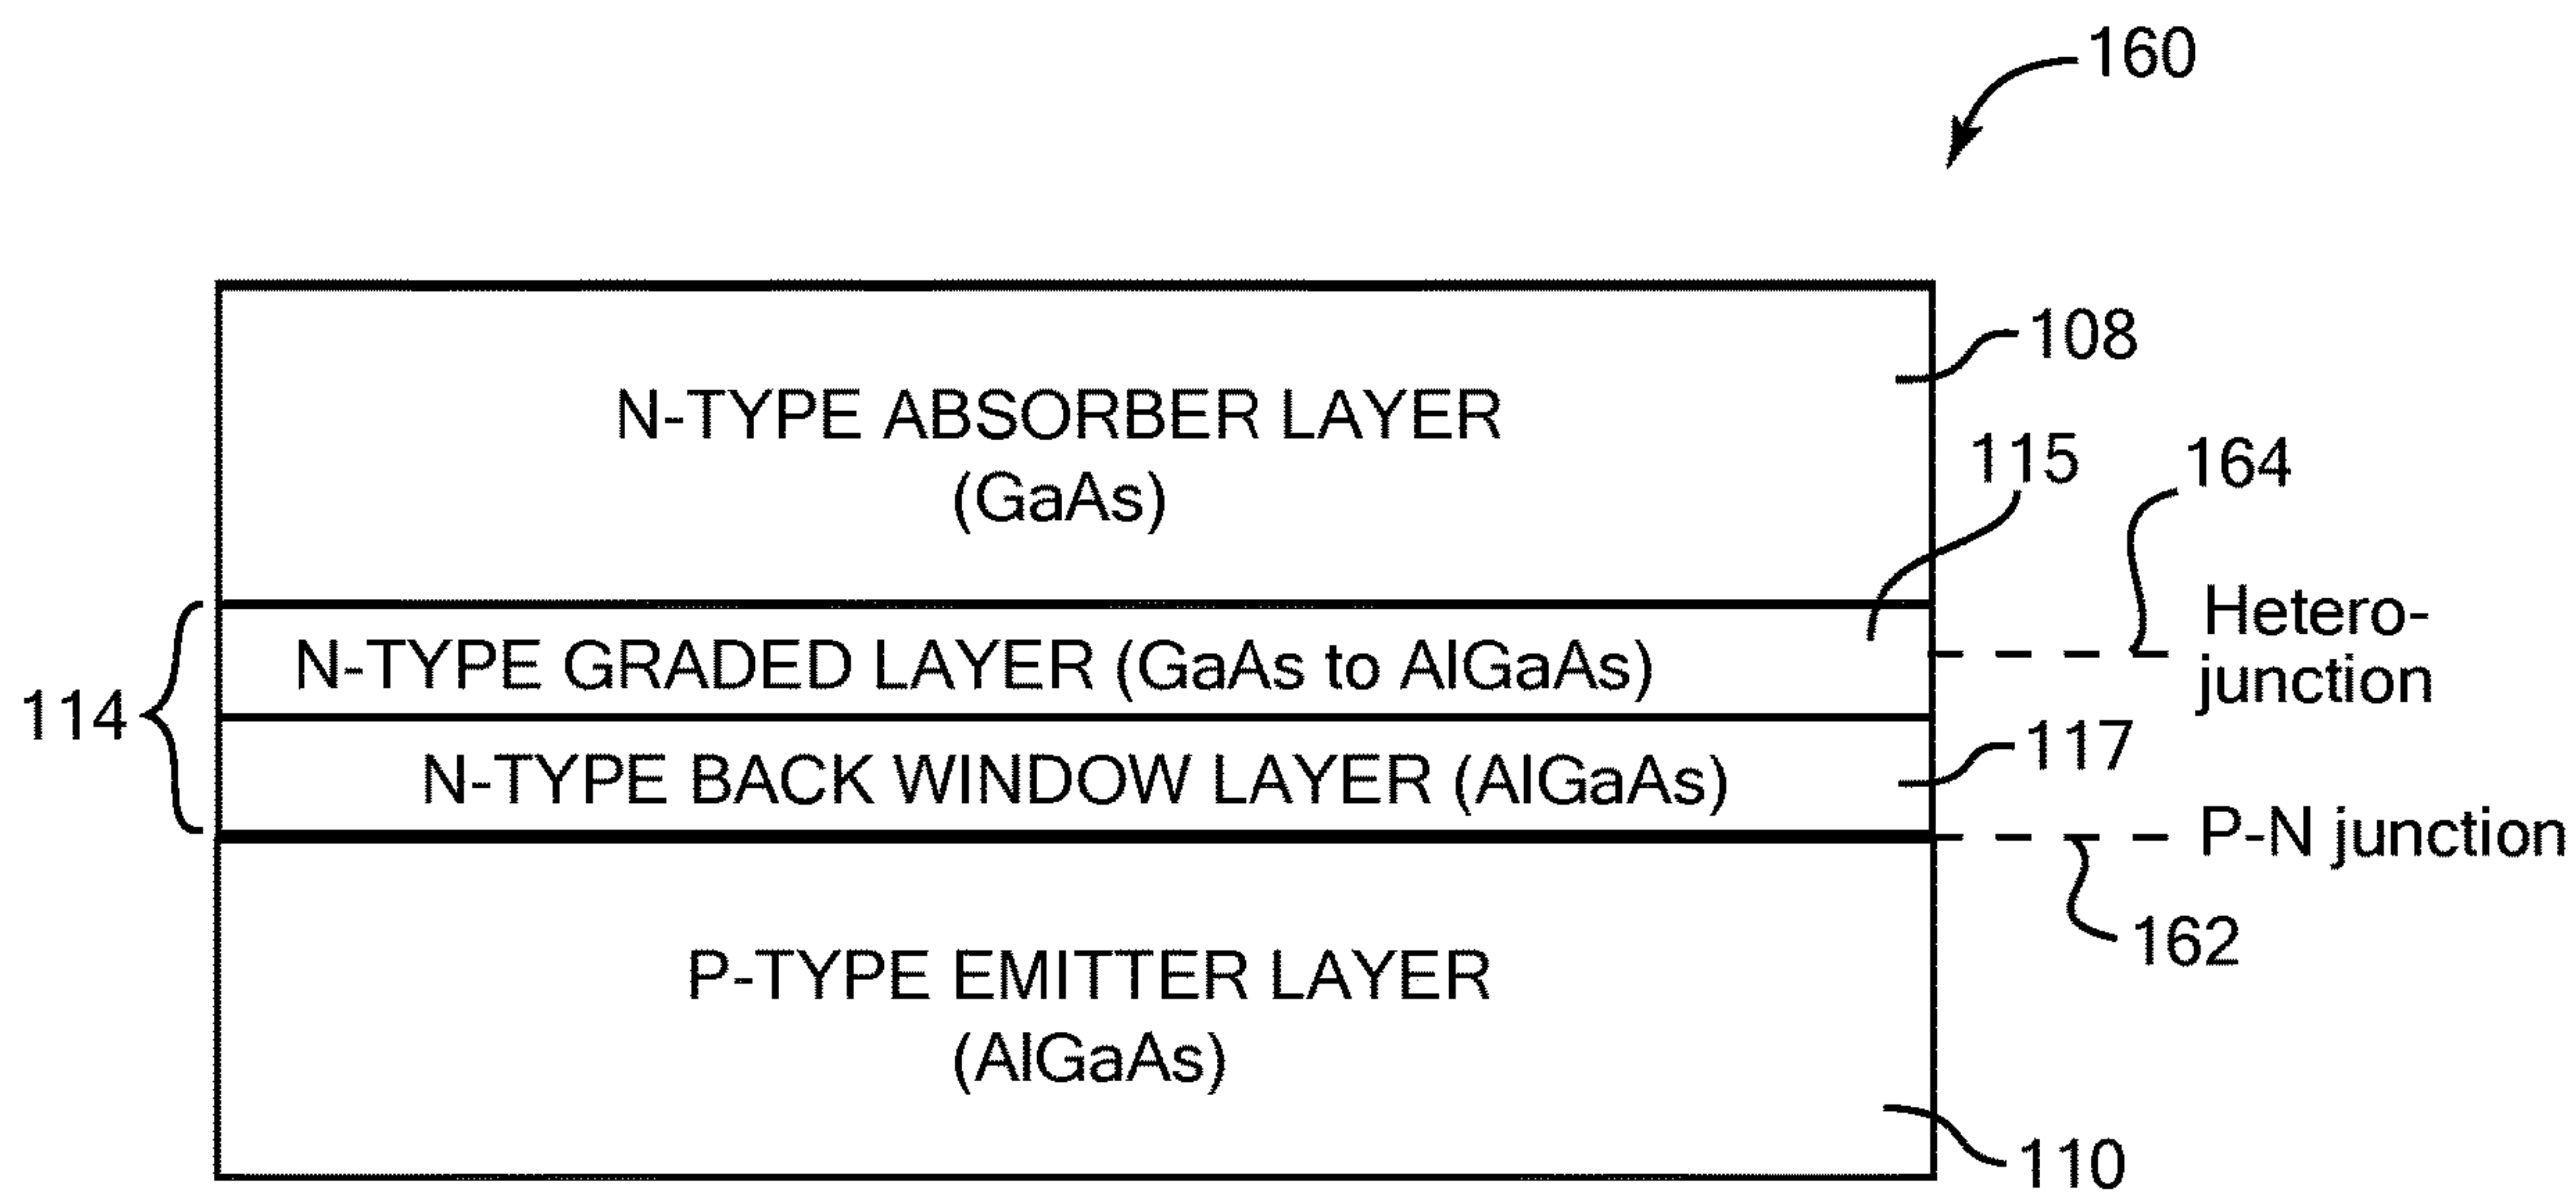 160
108
N-TYPE ABSORBER LAYER
(GaAs)
115
164
Hetero-
junction
N-TYPE GRADED LAYER (GaAs to AlGaAs)
114
117
N-TYPE BACK WINDOW LAYER (AlGaAs)
P-N junction
162
P-TYPE EMITTER LAYER
(AlGaAs)
110